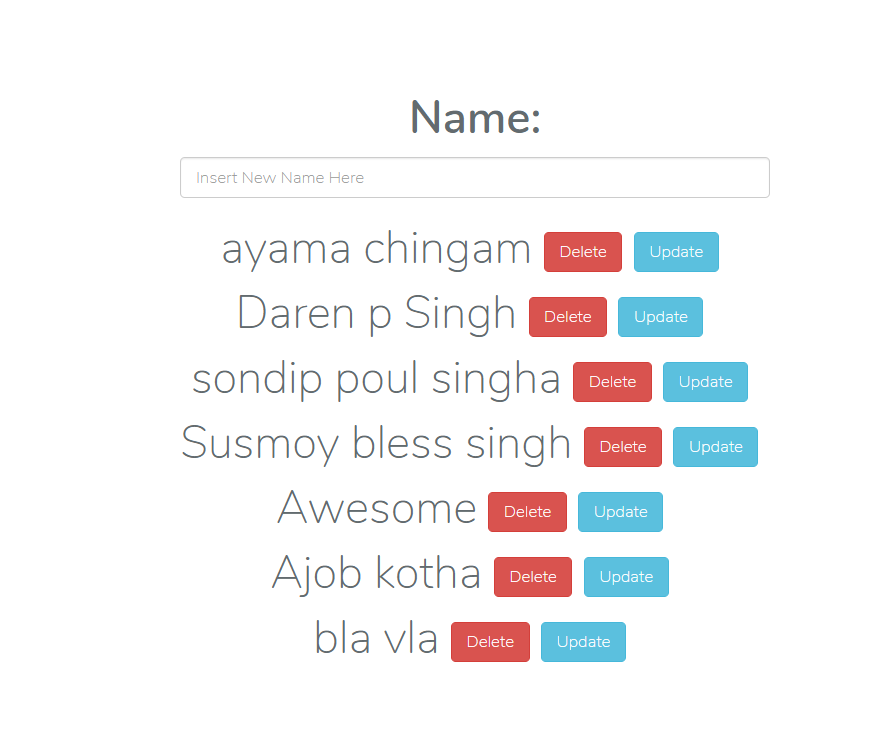 Name:
Insert New Name Here
ayama chingam Delete Update
Daren p Singh Delete Update
sondip poul singha Delete Update
Susmoy bless singh Delete Update
Awesome Delete Update
Ajob kotha Delete Update
bla vla Delete Update